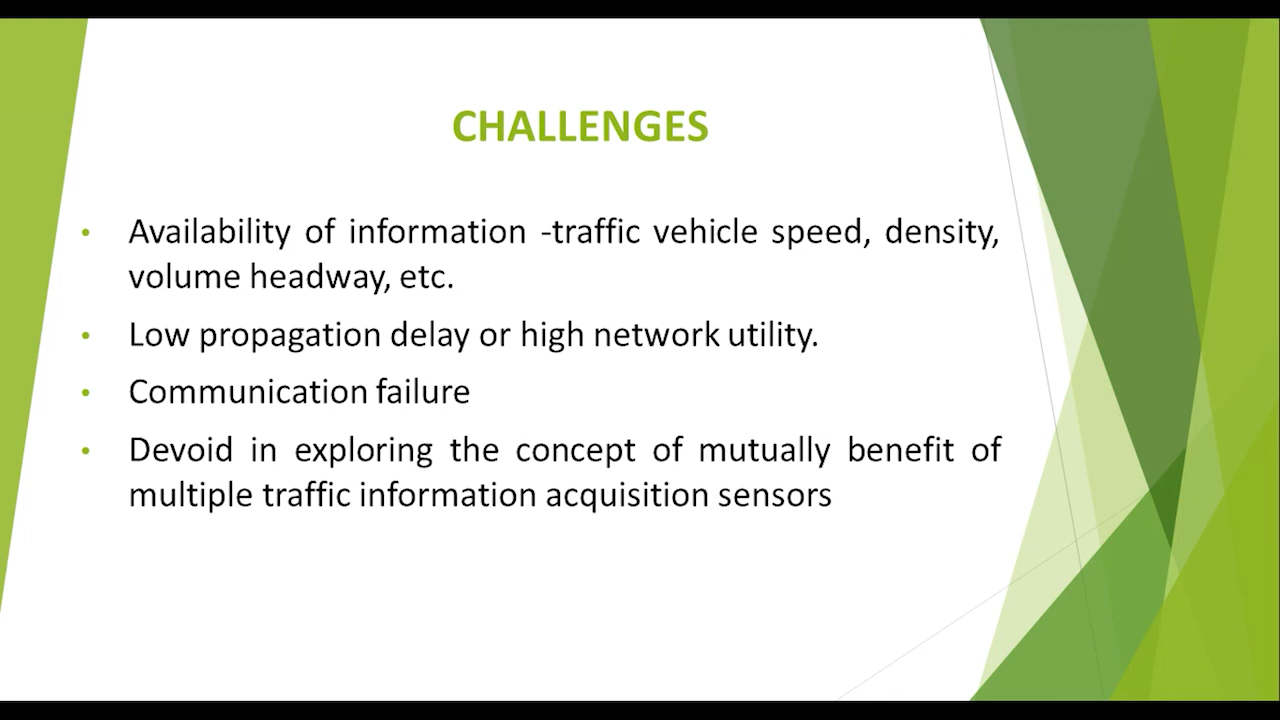 CHALLENGES
• Availability of information -traffic vehicle speed, density,
volume headway, etc.
• Low propagation delay or high network utility.
• Communication failure
• Devoid in exploring the concept of mutually benefit of
multiple traffic information acquisition sensors